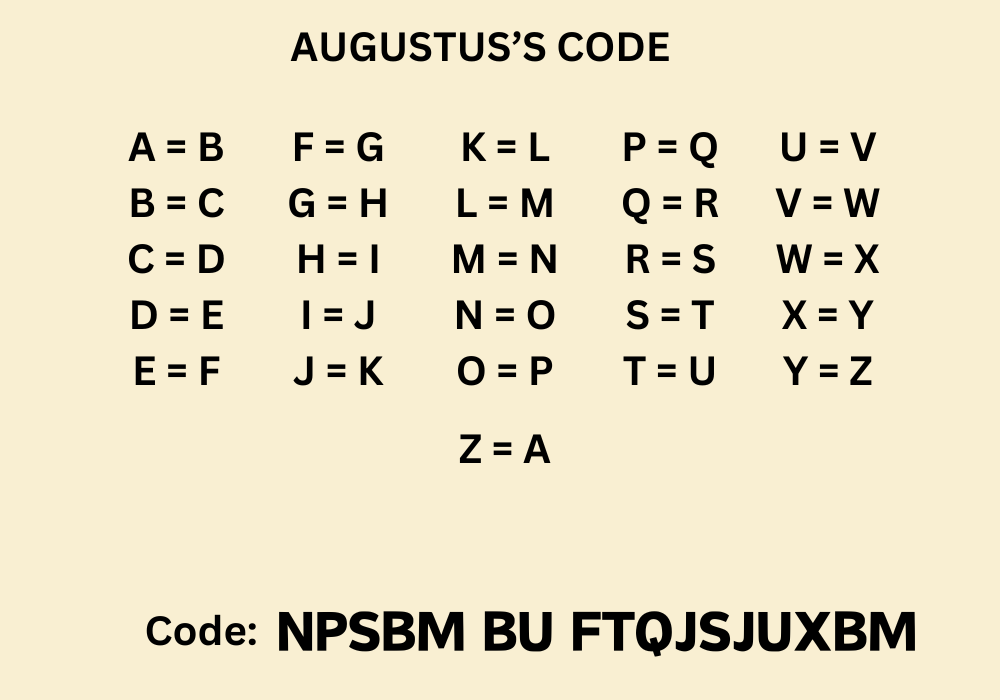 AUGUSTUS’S CODE
A = B F = G K = L P = Q U = V
B = C G = H L = M Q = R V = W
C = D H = I M = N R = S W = X
D = E I = J N = O S = T X = Y
E = F J = K O = P T = U Y = Z
Z = A
Code: NPSBM BU FTQJSJUXBM